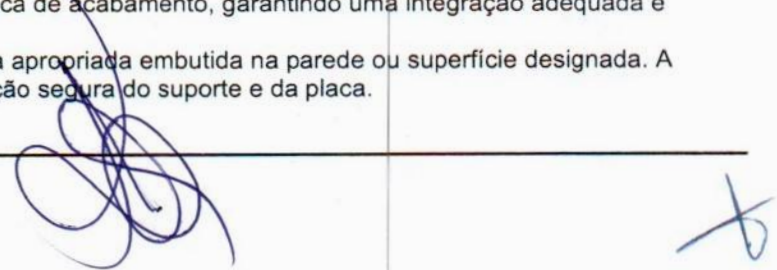 ca de acabamento, garantindo uma integração adequada e
a apropriada embutida na parede ou superfície designada. A
ção segura do suporte e da placa.